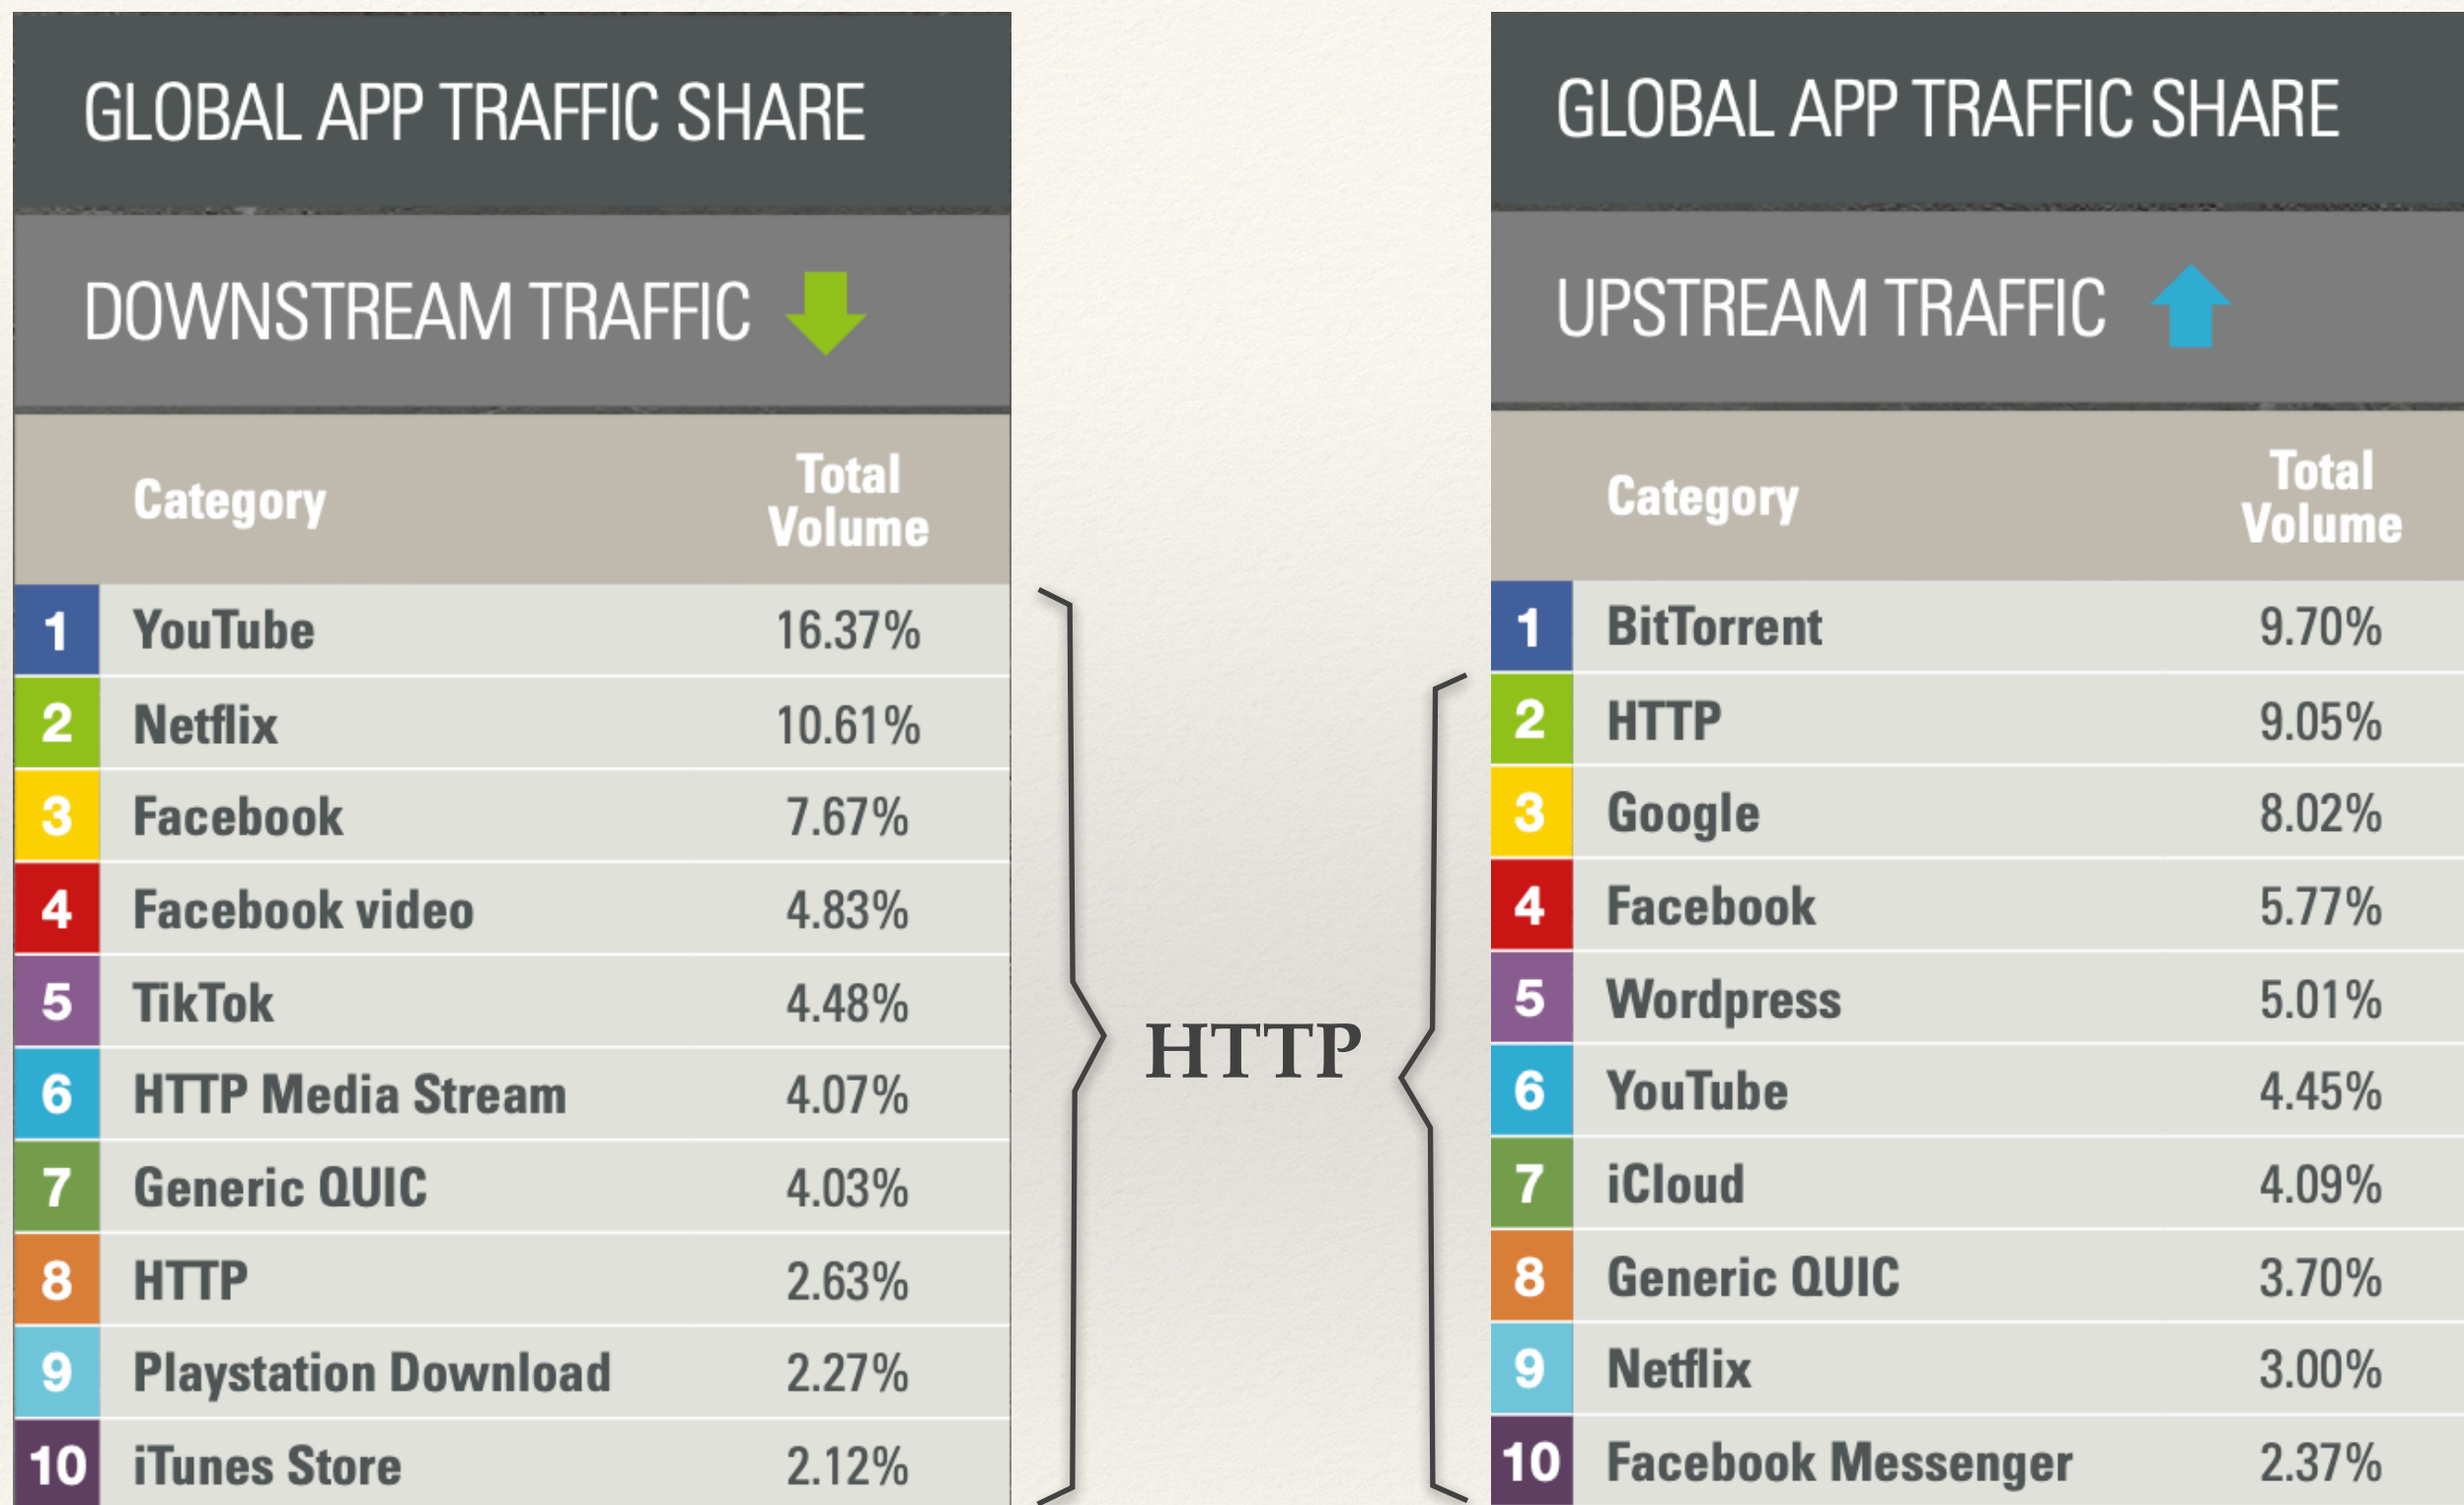 GLOBAL APP TRAFFIC SHARE
DOWNSTREAM TRAFFIC
Category Total Volume
1 YouTube 16.37%
2 Netflix 10.61%
3 Facebook 7.67%
4 Facebook video 4.83%
5 TikTok 4.48%
6 HTTP Media Stream 4.07%
7 Generic QUIC 4.03%
8 HTTP 2.63%
9 Playstation Download 2.27%
10 iTunes Store 2.12%
HTTP
GLOBAL APP TRAFFIC SHARE
UPSTREAM TRAFFIC
Category Total Volume
1 BitTorrent 9.70%
2 HTTP 9.05%
3 Google 8.02%
4 Facebook 5.77%
5 Wordpress 5.01%
6 YouTube 4.45%
7 iCloud 4.09%
8 Generic QUIC 3.70%
9 Netflix 3.00%
10 Facebook Messenger 2.37%